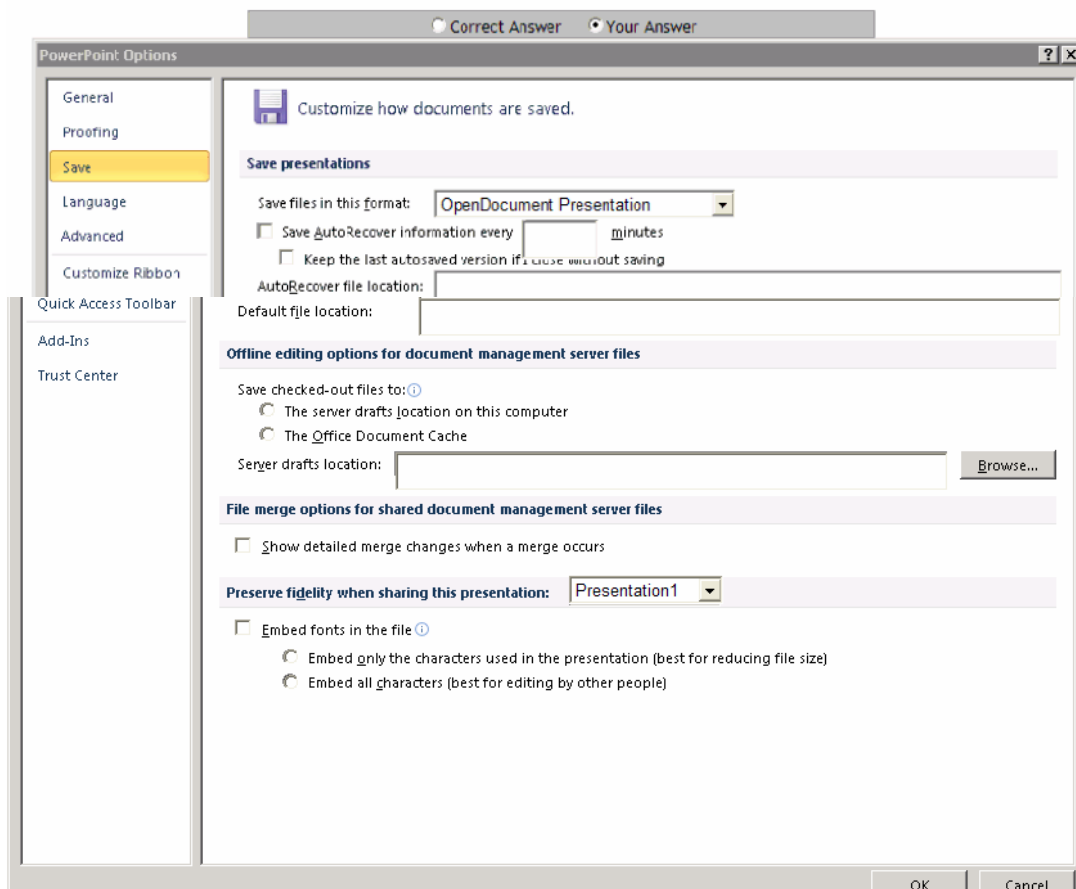 Correct Answer Your Answer
PowerPoint Options
General
Proofing
Save
Language
Advanced
Customize Ribbon
Quick Access Toolbar
Add-Ins
Trust Center
Customize how documents are saved.
Save presentations
Save files in this format: OpenDocument Presentation
Save AutoRecover information every minutes
Keep the last autosaved version if I close without saving
AutoRecover file location:
Default file location:
Offline editing options for document management server files
Save checked-out files to:
The server drafts location on this computer
The Office Document Cache
Server drafts location: Browse...
File merge options for shared document management server files
Show detailed merge changes when a merge occurs
Preserve fidelity when sharing this presentation: Presentation1
Embed fonts in the file
Embed only the characters used in the presentation (best for reducing file size)
Embed all characters (best for editing by other people)
OK Cancel